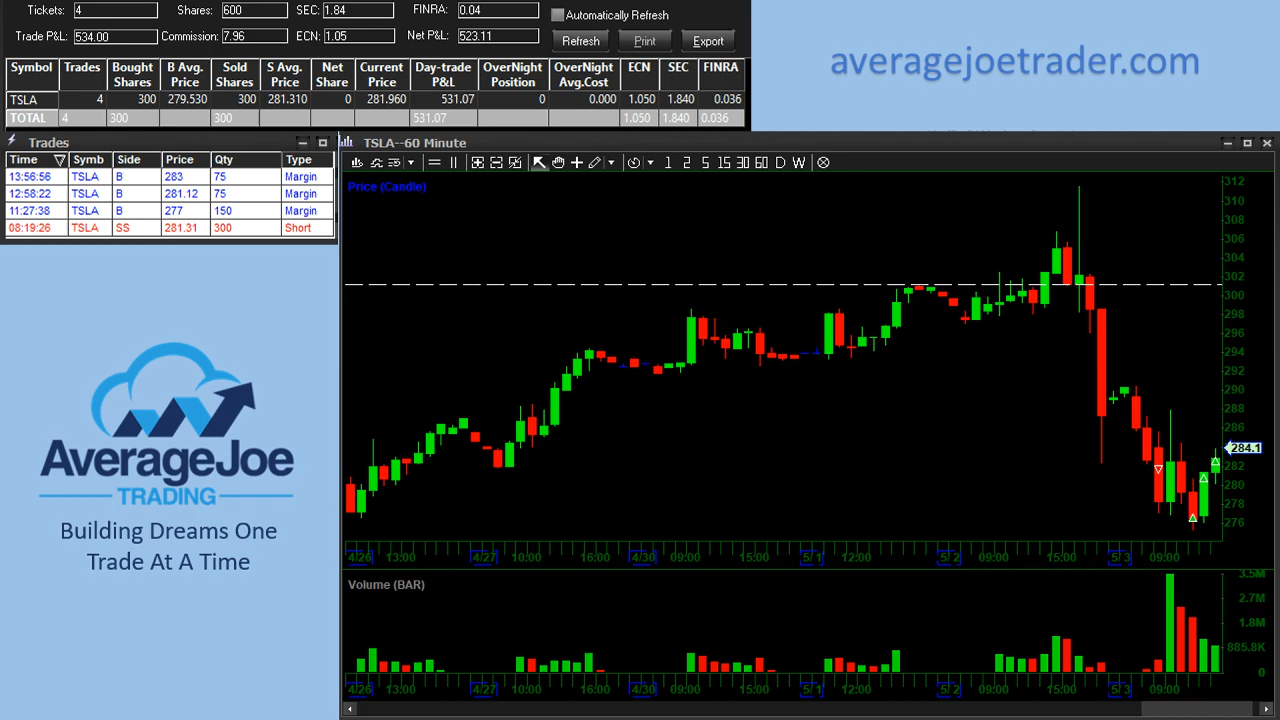 Tickets: 4 Shares: 600 SEC: 1.84 FINRA: 0.04 Automatically Refresh
Trade P&L: 534.00 Commission: 7.96 ECN: 1.05 Net P&L: 523.11 Refresh Print Export
Symbol Trades Bought Shares B Avg. Price Sold Shares S Avg. Price Net Share Current Price Day-trade P&L OverNight Position OverNight Avg.Cost ECN SEC FINRA
TSLA 4 300 279.530 300 281.310 0 281.960 531.07 0 0.000 1.050 1.840 0.036
TOTAL 4 300 300 531.07 1.050 1.840 0.036
averagejoetrader.com
Trades
Time Symb Side Price Qty Type
13:56:56 TSLA B 283 75 Margin
12:58:22 TSLA B 281.12 75 Margin
11:27:38 TSLA B 277 150 Margin
08:19:26 TSLA SS 281.31 300 Short
AverageJoe
TRADING
Building Dreams One
Trade At A Time
TSLA--60 Minute
1 2 5 15 30 60 D W
Price (Candle)
312
310
308
306
304
302
300
298
296
294
292
290
288
286
284.1
282
280
278
276
4/26 13:00 4/27 10:00 16:00 4/30 09:00 15:00 5/1 12:00 5/2 09:00 15:00 5/3 09:00
Volume (BAR)
3.5M
2.7M
1.8M
885.8K
0
4/26 13:00 4/27 10:00 16:00 4/30 09:00 15:00 5/1 12:00 5/2 09:00 15:00 5/3 09:00